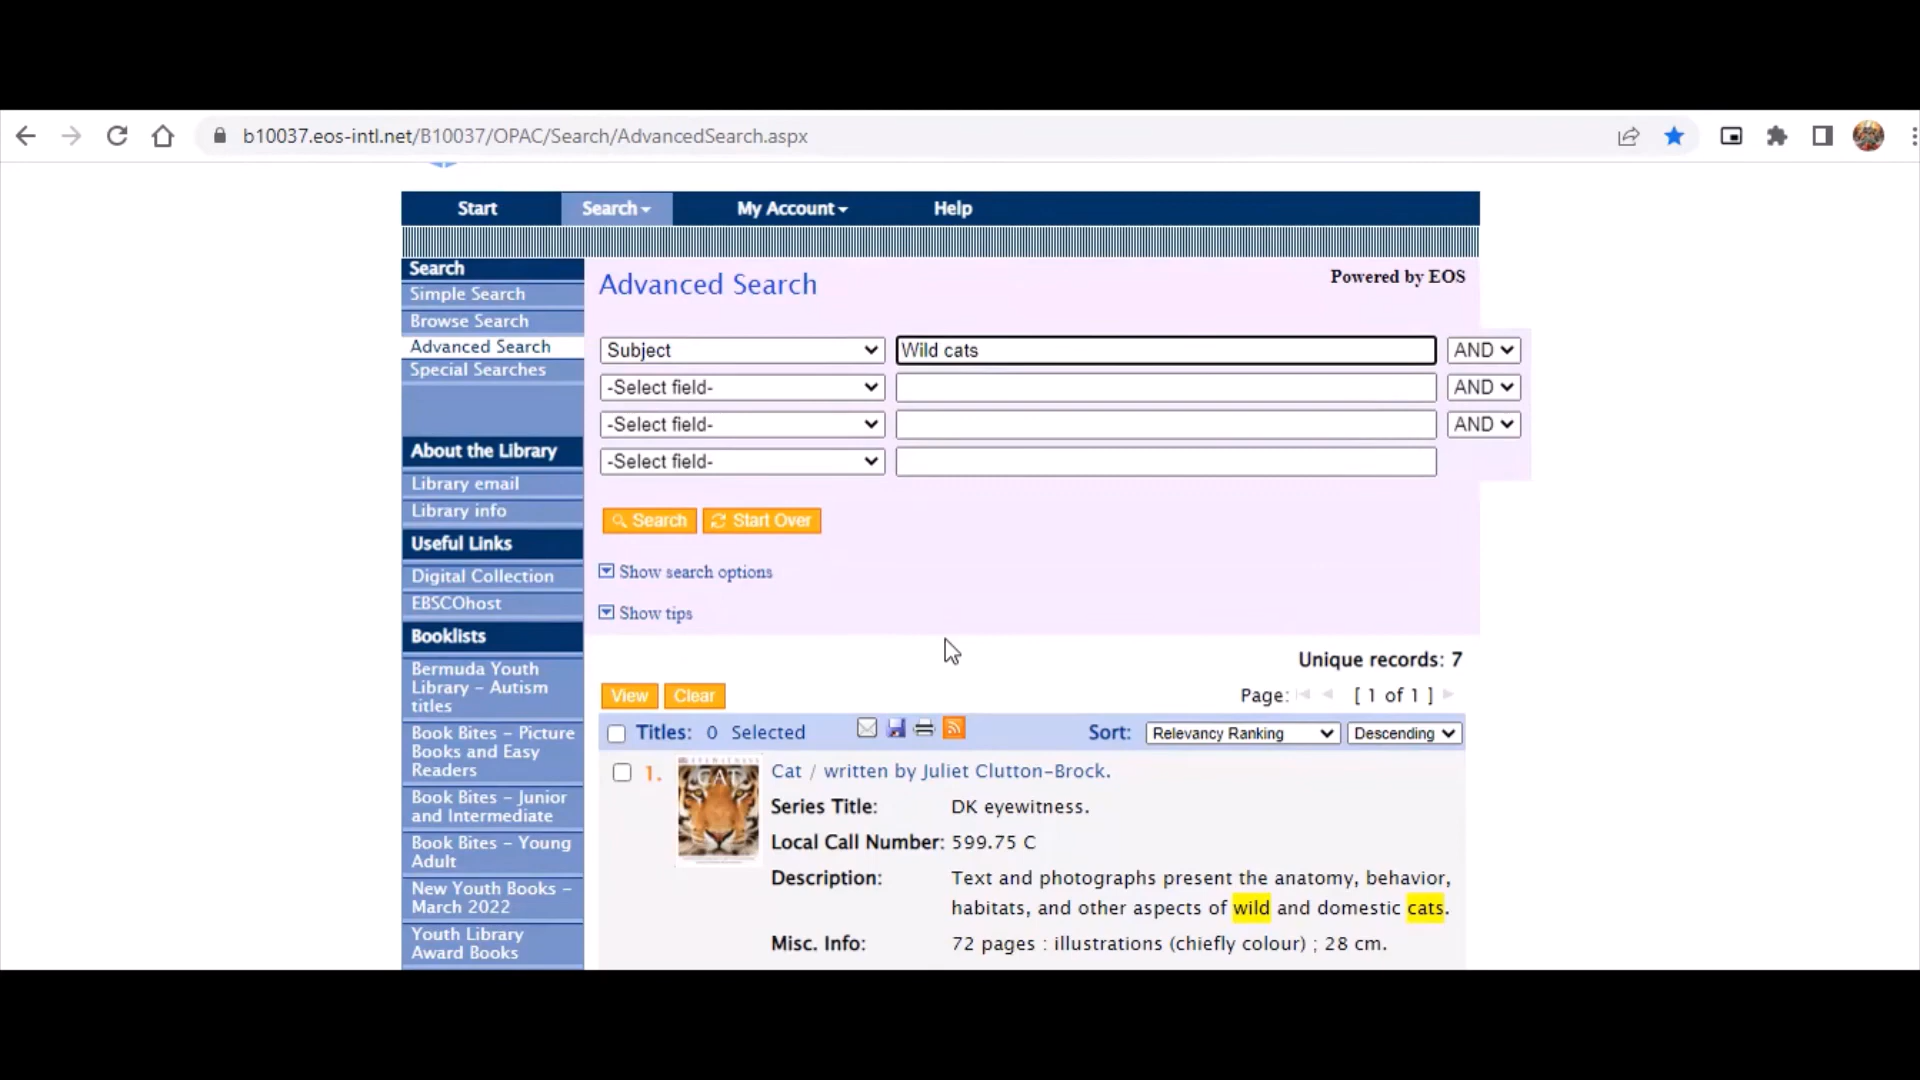 b10037.eos-intl.net/B10037/OPAC/Search/AdvancedSearch.aspx
Start Search My Account Help
Search
Simple Search
Browse Search
Advanced Search
Special Searches
About the Library
Library email
Library info
Useful Links
Digital Collection
EBSCOhost
Booklists
Bermuda Youth
Library - Autism
titles
Book Bites - Picture
Books and Easy
Readers
Book Bites - Junior
and Intermediate
Book Bites - Young
Adult
New Youth Books -
March 2022
Youth Library
Award Books
Advanced Search
Powered by EOS
Subject Wild cats AND
-Select field- AND
-Select field- AND
-Select field-
Search Start Over
Show search options
Show tips
Unique records: 7
View Clear Page: [ 1 of 1 ]
Titles: 0 Selected Sort: Relevancy Ranking Descending
1. Cat / written by Juliet Clutton-Brock.
CAT
Series Title: DK eyewitness.
Local Call Number: 599.75 C
Description: Text and photographs present the anatomy, behavior,
habitats, and other aspects of wild and domestic cats.
Misc. Info: 72 pages : illustrations (chiefly colour) ; 28 cm.